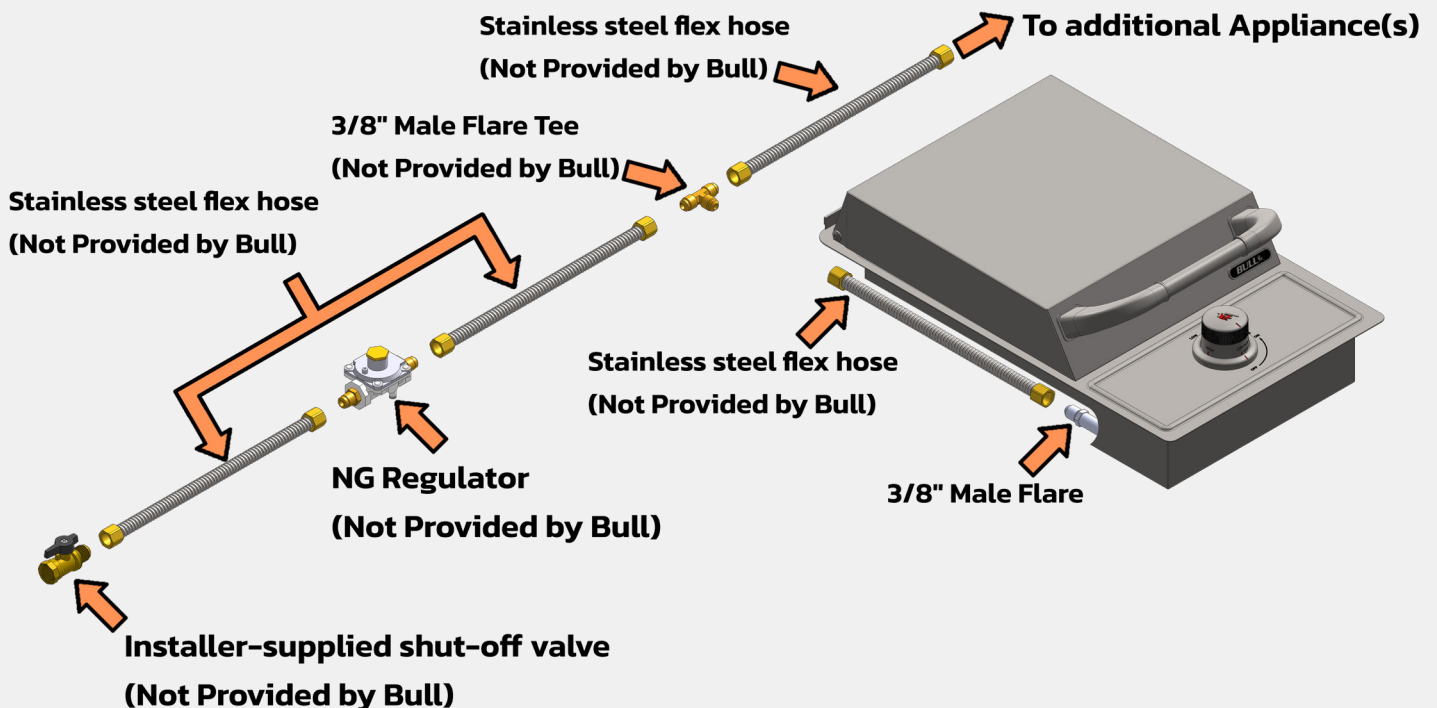 Stainless steel flex hose
(Not Provided by Bull)
To additional Appliance(s)
3/8" Male Flare Tee
(Not Provided by Bull)
Stainless steel flex hose
(Not Provided by Bull)
BULL
Stainless steel flex hose
(Not Provided by Bull)
NG Regulator
(Not Provided by Bull)
3/8" Male Flare
Installer-supplied shut-off valve
(Not Provided by Bull)